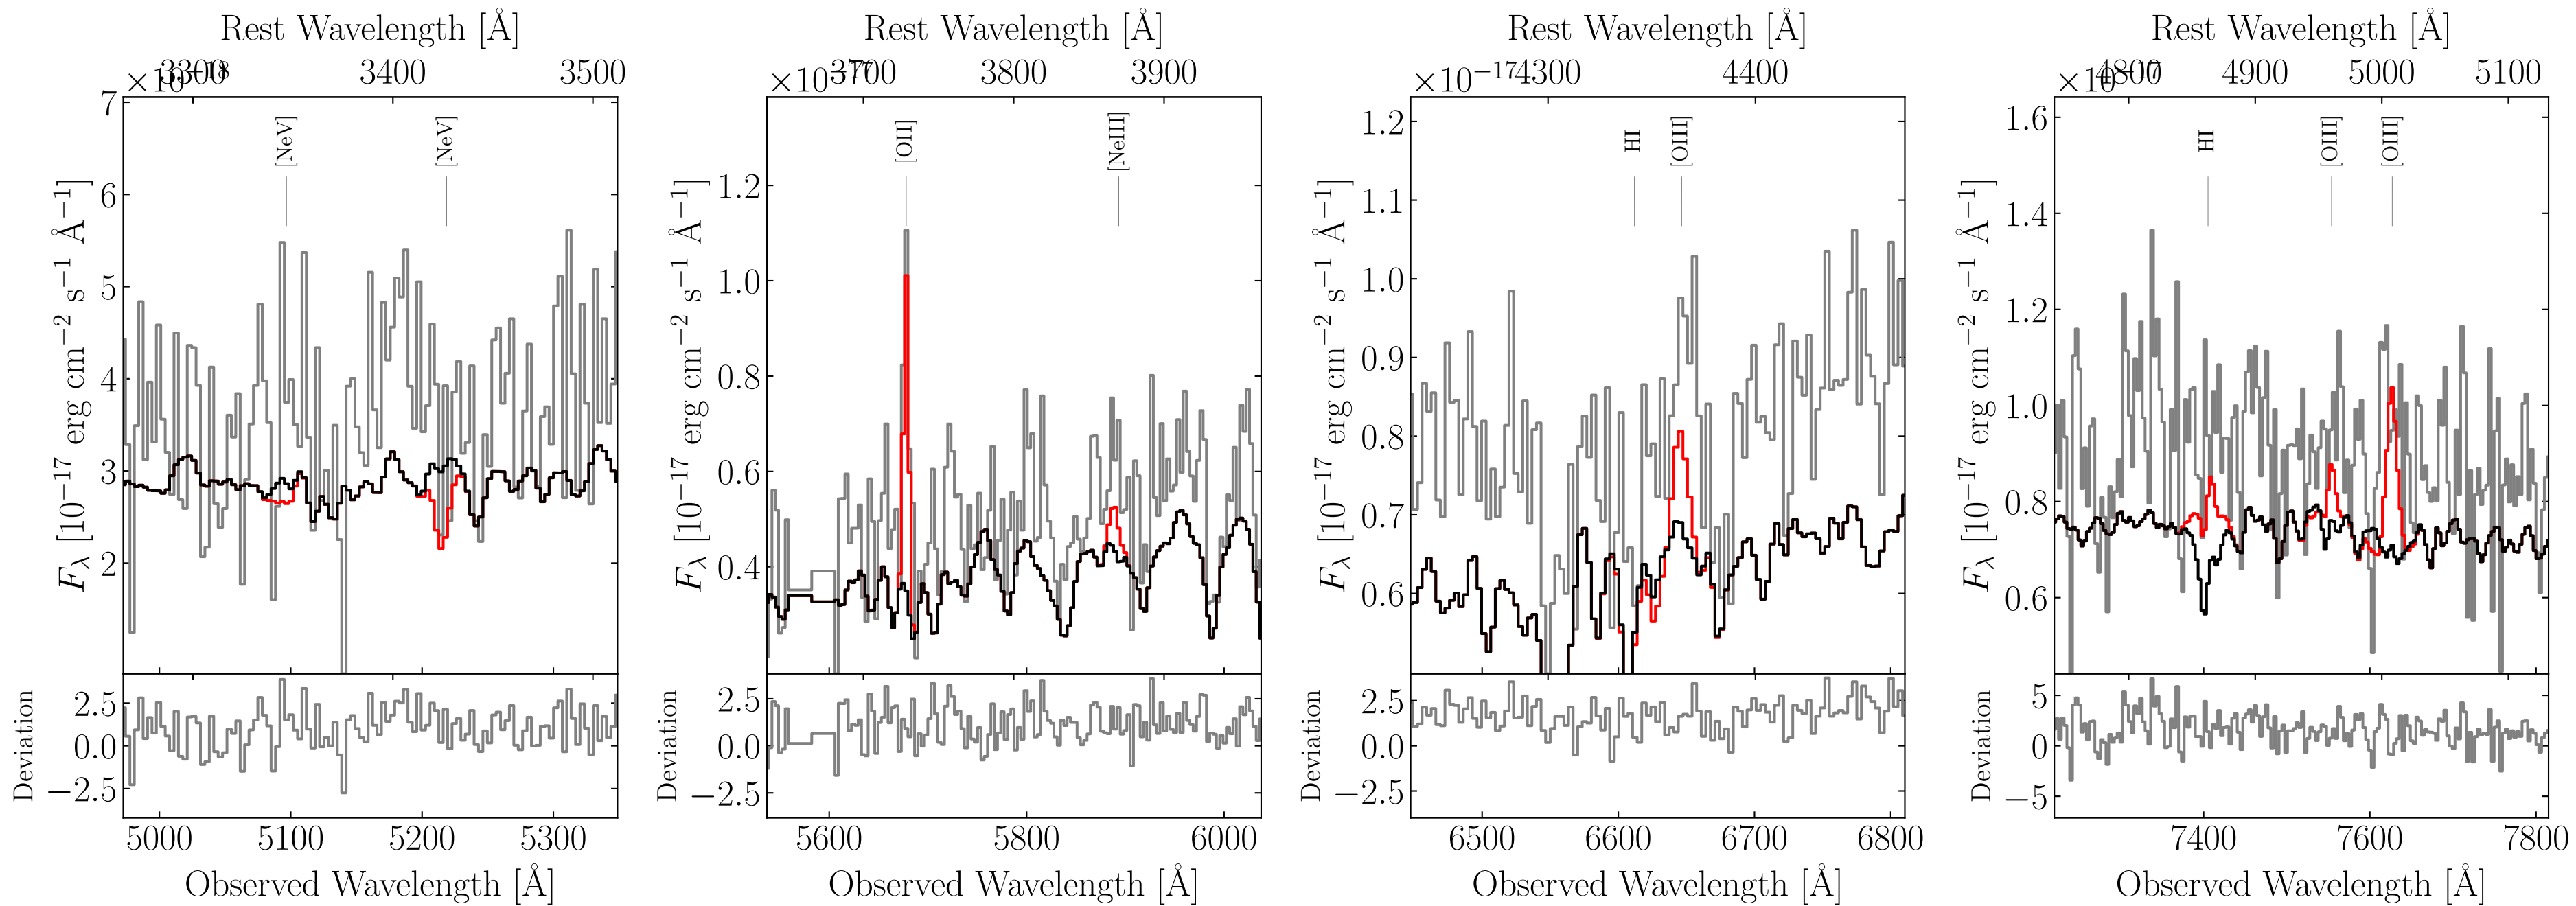 Rest Wavelength [Å] Rest Wavelength [Å] Rest Wavelength [Å] Rest Wavelength [Å]
3300 3400 3500 3700 3800 3900 ×10⁻¹⁷ 4300 4400 4800 4900 5000 5100
[NeV] [NeV] [OII] [NeIII] HI [OIII] HI [OIII] [OIII]
7
6
5
4
3
2
F_λ [10⁻¹⁷ erg cm⁻² s⁻¹ Å⁻¹]
1.2
1.0
0.8
0.6
0.4
F_λ [10⁻¹⁷ erg cm⁻² s⁻¹ Å⁻¹]
1.2
1.1
1.0
0.9
0.8
0.7
0.6
F_λ [10⁻¹⁷ erg cm⁻² s⁻¹ Å⁻¹]
1.6
1.4
1.2
1.0
0.8
0.6
F_λ [10⁻¹⁷ erg cm⁻² s⁻¹ Å⁻¹]
2.5
0.0
−2.5
Deviation
2.5
0.0
−2.5
Deviation
2.5
0.0
−2.5
Deviation
5
0
−5
Deviation
5000 5100 5200 5300 5600 5800 6000 6500 6600 6700 6800 7400 7600 7800
Observed Wavelength [Å] Observed Wavelength [Å] Observed Wavelength [Å] Observed Wavelength [Å]